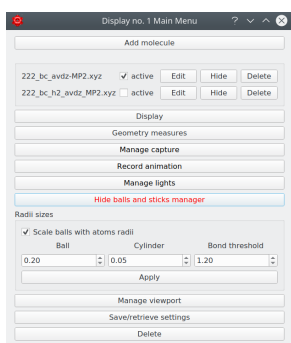 Display no. 1 Main Menu
Add molecule
222_bc_avdz-MP2.xyz active Edit Hide Delete
222_bc_h2_avdz_MP2.xyz active Edit Hide Delete
Display
Geometry measures
Manage capture
Record animation
Manage lights
Hide balls and sticks manager
Radii sizes
Scale balls with atoms radii
Ball Cylinder Bond threshold
0.20 0.05 1.20
Apply
Manage viewport
Save/retrieve settings
Delete